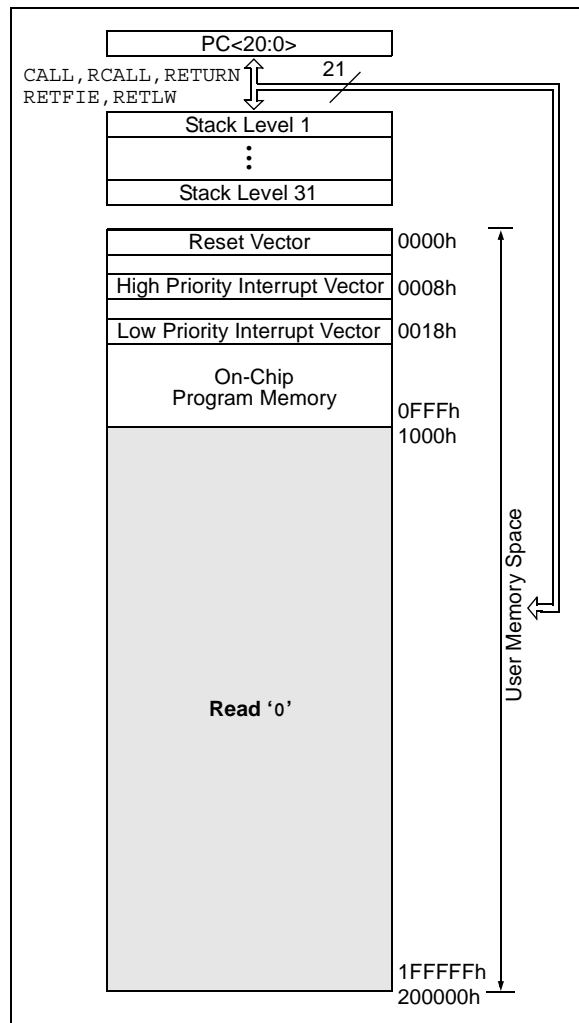 PC<20:0>
CALL,RCALL,RETURN
RETFIE,RETLW
21
Stack Level 1
Stack Level 31
Reset Vector
0000h
High Priority Interrupt Vector
0008h
Low Priority Interrupt Vector
0018h
On-Chip
Program Memory
0FFFh
1000h
User Memory Space
Read ‘0’
1FFFFFh
200000h